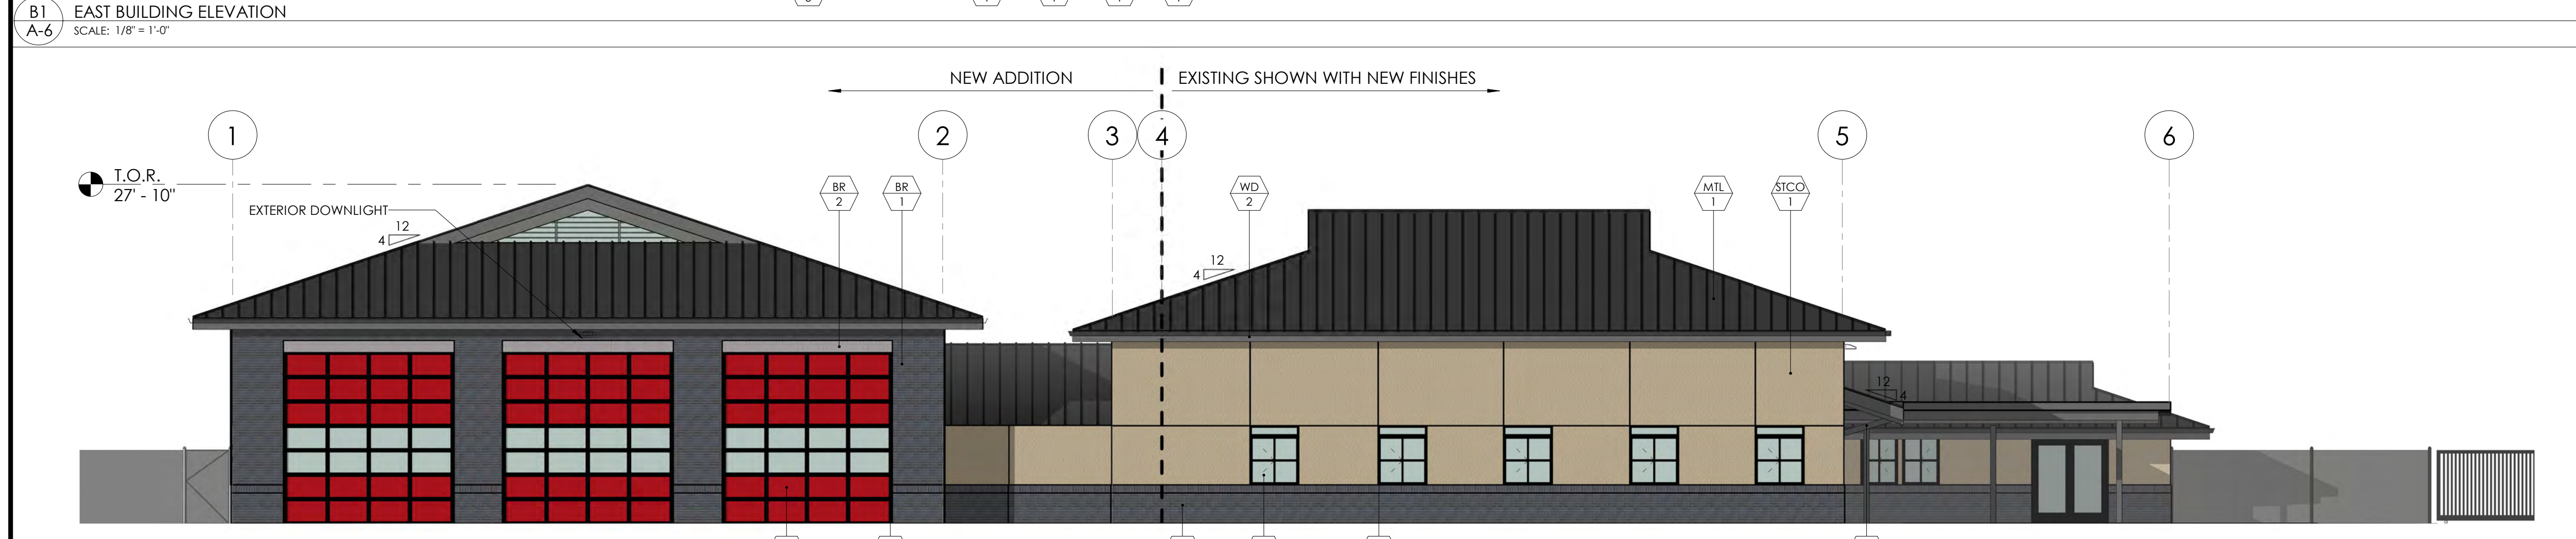 B1
EAST BUILDING ELEVATION
A-6
SCALE: 1/8" = 1'-0"
NEW ADDITION
EXISTING SHOWN WITH NEW FINISHES
1
2
3
4
5
6
T.O.R.
27' - 10"
EXTERIOR DOWNLIGHT
12
4
BR
2
BR
1
WD
2
12
4
MTL
1
STCO
1
12
4